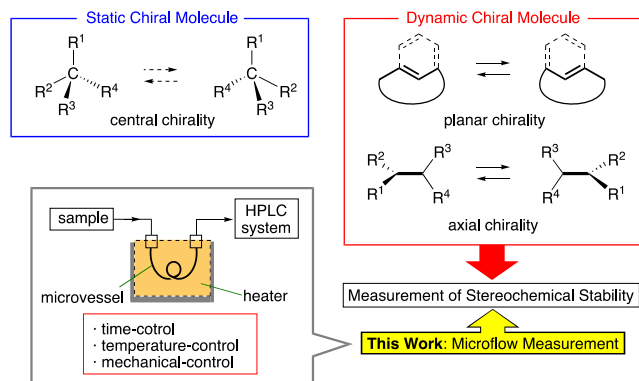 Static Chiral Molecule
R¹
C
R²
R⁴
R³
R¹
C
R⁴
R²
R³
central chirality
Dynamic Chiral Molecule
planar chirality
R²
R³
R¹
R⁴
R³
R²
R⁴
R¹
axial chirality
sample
HPLC
system
microvessel
heater
· time-cotrol
· temperature-control
· mechanical-control
Measurement of Stereochemical Stability
This Work: Microflow Measurement